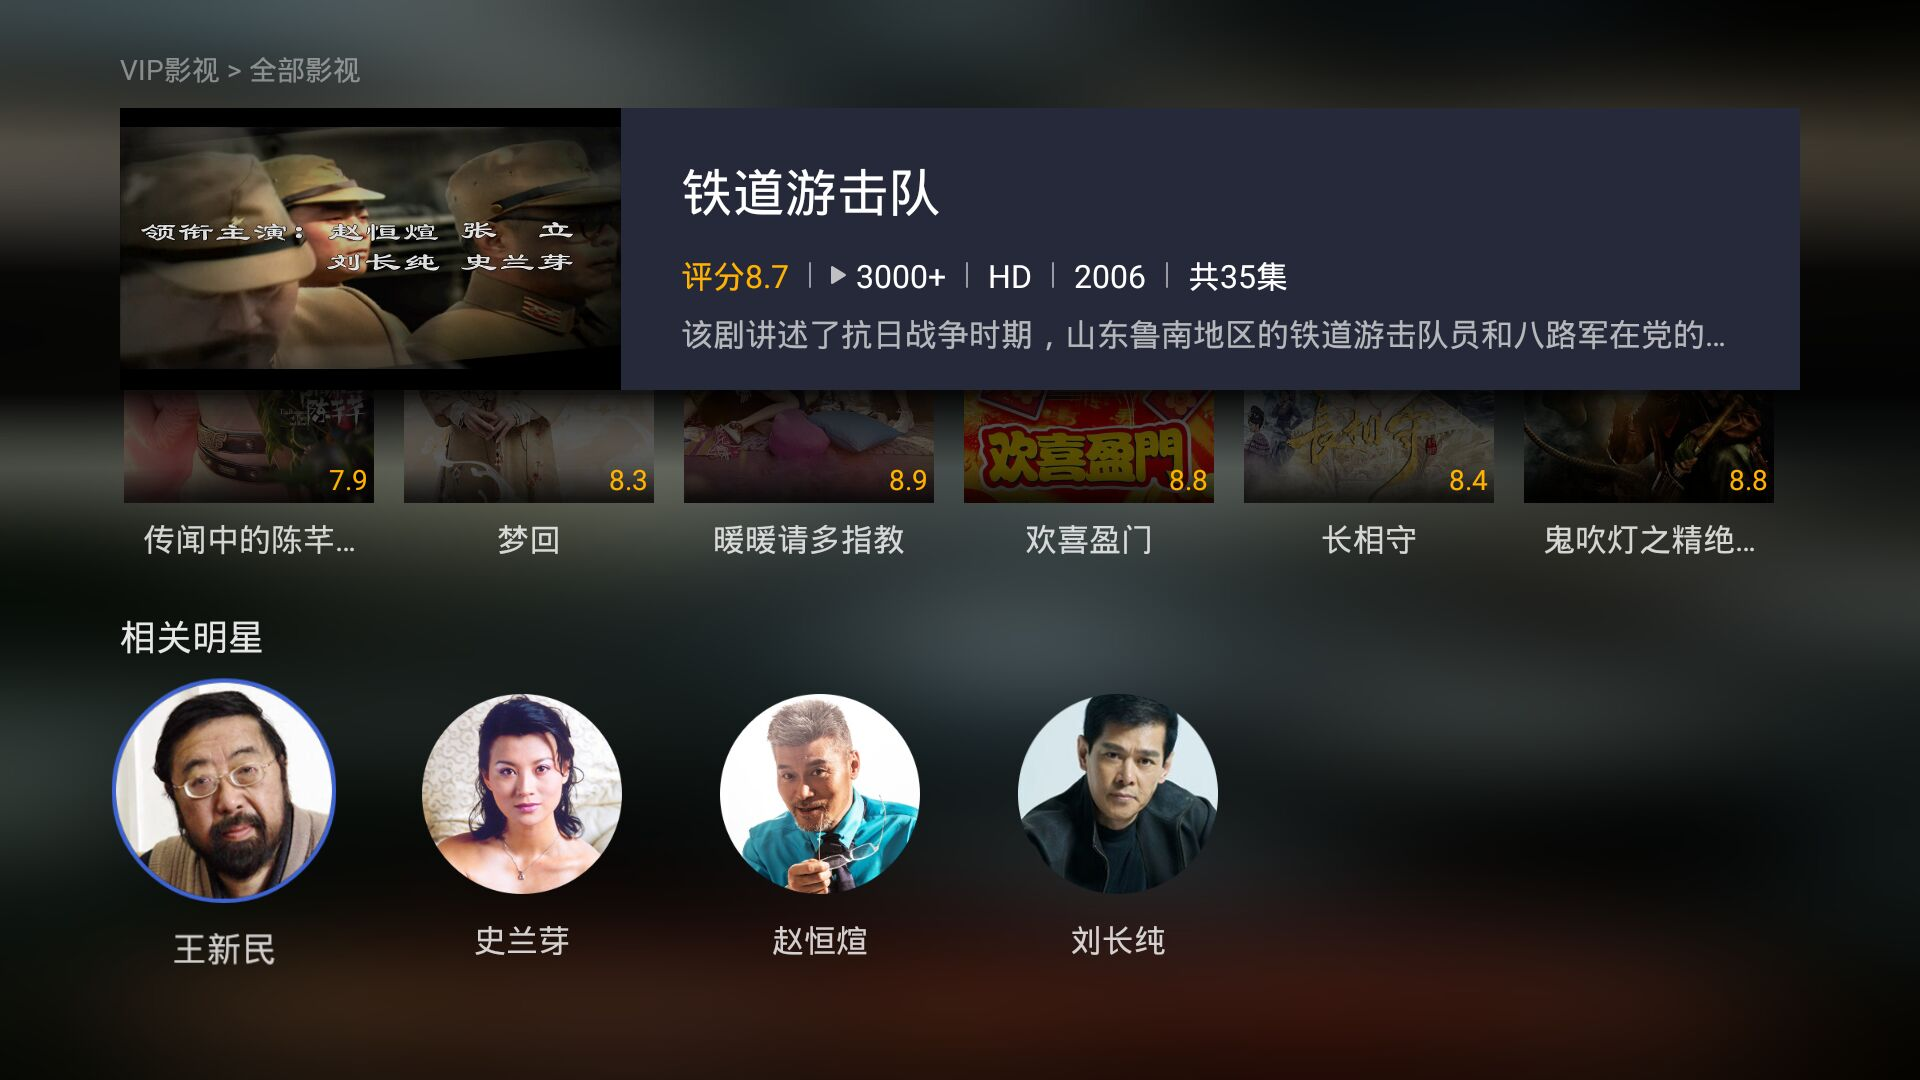 VIP影视 > 全部影视
领衔主演：赵恒煊 张 立
刘长纯 史兰芽
铁道游击队
评分8.7 | 3000+ | HD | 2006 | 共35集
该剧讲述了抗日战争时期，山东鲁南地区的铁道游击队员和八路军在党的...
陈芊芊
欢喜盈門
长相守
7.9
8.3
8.9
8.8
8.4
8.8
传闻中的陈芊...
梦回
暖暖请多指教
欢喜盈门
长相守
鬼吹灯之精绝...
相关明星
王新民
史兰芽
赵恒煊
刘长纯